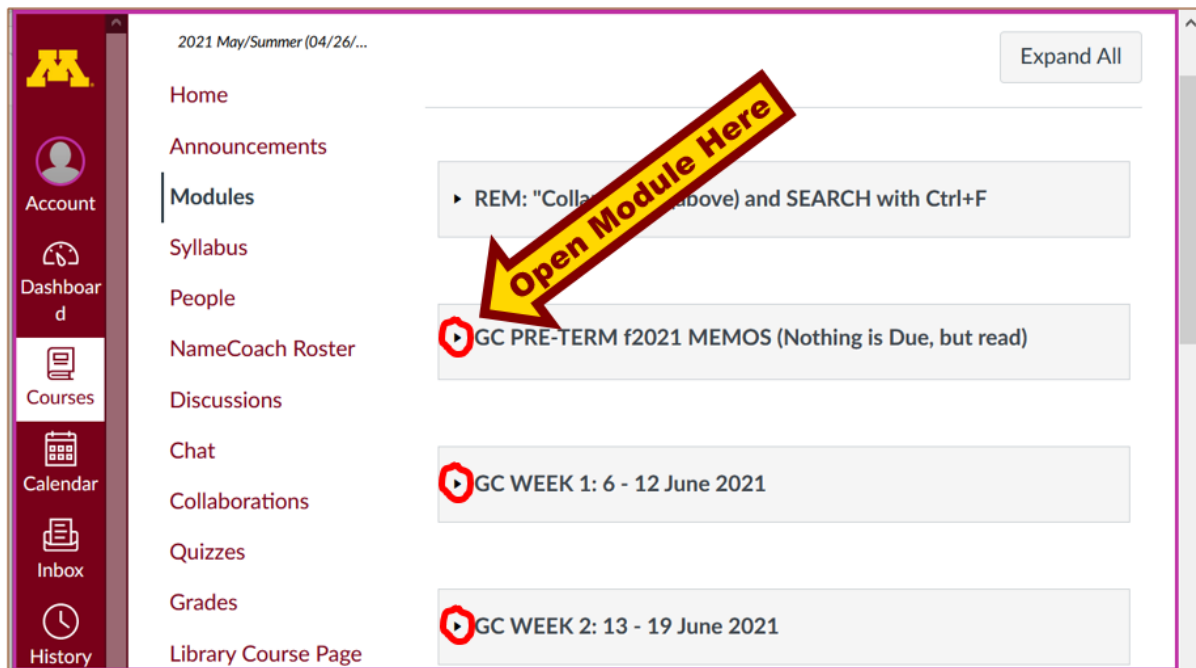 M
Account
Dashboar
d
Courses
Calendar
Inbox
History
2021 May/Summer (04/26/...
Home
Announcements
Modules
Syllabus
People
NameCoach Roster
Discussions
Chat
Collaborations
Quizzes
Grades
Library Course Page
Expand All
Open Module Here
REM: "Colla bove) and SEARCH with Ctrl+F
GC PRE-TERM f2021 MEMOS (Nothing is Due, but read)
GC WEEK 1: 6 - 12 June 2021
GC WEEK 2: 13 - 19 June 2021